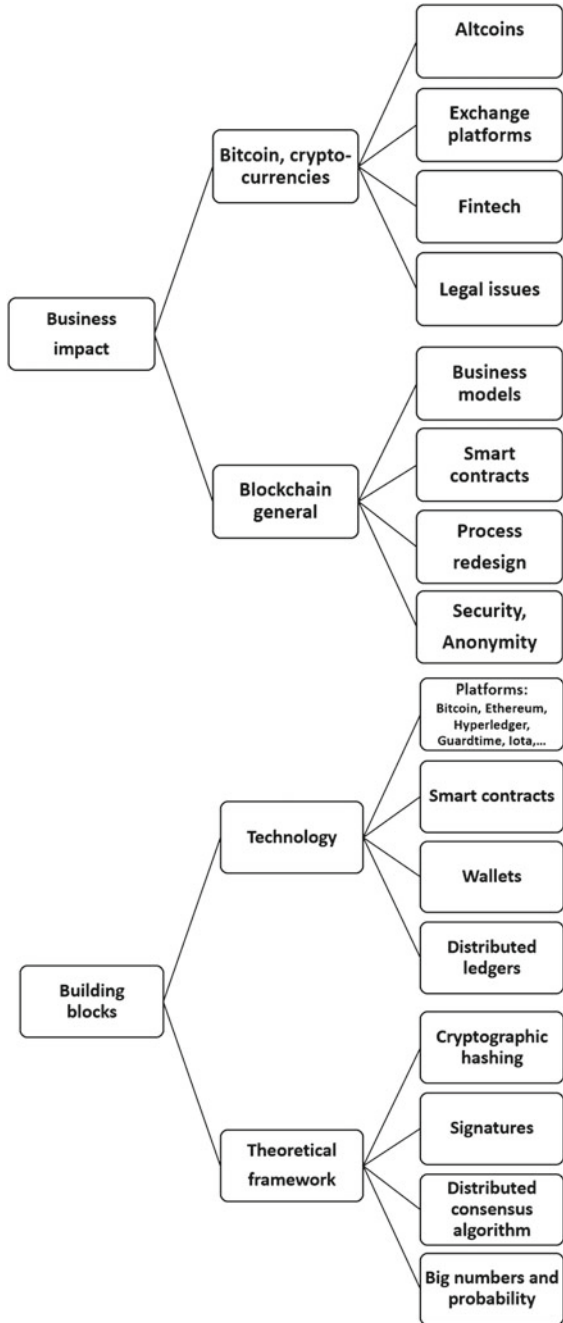 Business
impact
Bitcoin, crypto-
currencies
Altcoins
Exchange
platforms
Fintech
Legal issues
Blockchain
general
Business
models
Smart
contracts
Process
redesign
Security,
Anonymity
Building
blocks
Technology
Platforms:
Bitcoin, Ethereum,
Hyperledger,
Guardtime, Iota,...
Smart contracts
Wallets
Distributed
ledgers
Theoretical
framework
Cryptographic
hashing
Signatures
Distributed
consensus
algorithm
Big numbers and
probability